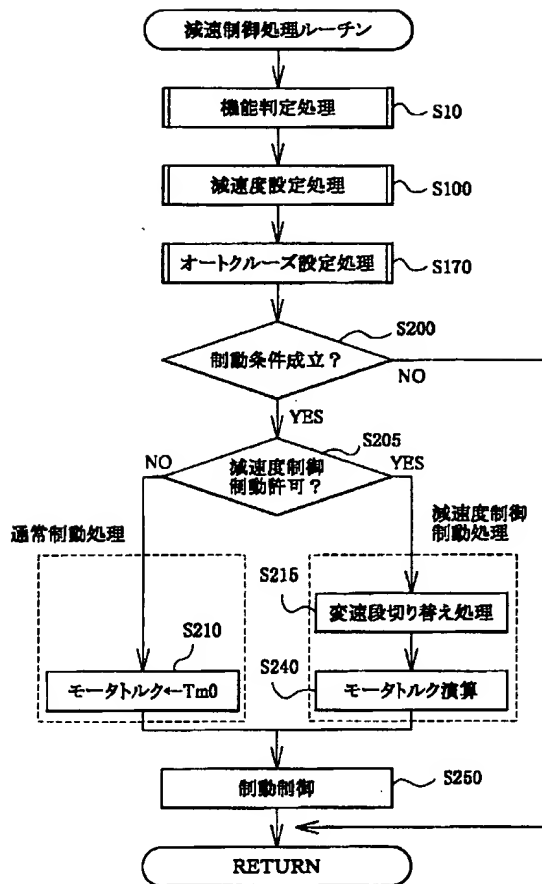 減速制御処理ルーチン
機能判定処理
S10
減速度設定処理
S100
オートクルーズ設定処理
S170
S200
制動条件成立？
NO
YES
S205
NO
減速度制御
制動許可？
YES
通常制動処理
減速度制御
制動処理
S215
変速段切り替え処理
S210
モータトルク←Tm0
S240
モータトルク演算
制動制御
S250
RETURN